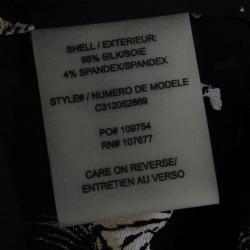 SHELL / EXTERIEUR:
96% SILK/SOIE
4% SPANDEX/SPANDEX
STYLE# / NUMERO DE MODELE
C312052869
PO# 109754
RN# 107677
CARE ON REVERSE/
ENTRETIEN AU VERSO